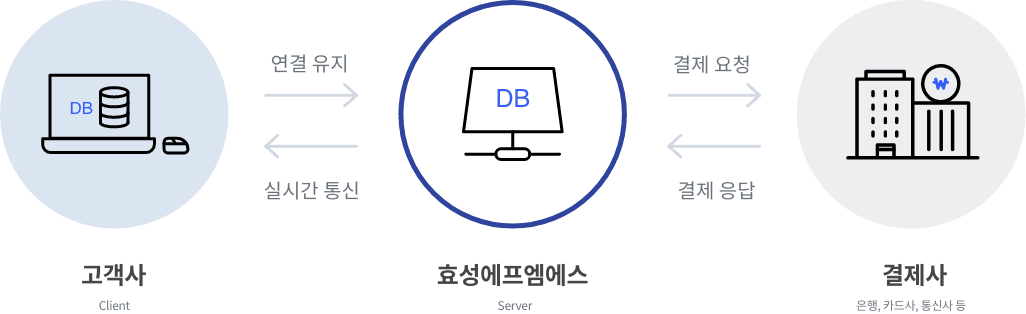 연결 유지
결제 요청
DB
DB
₩
실시간 통신
결제 응답
고객사
효성에프엠에스
결제사
Client
Server
은행, 카드사, 통신사 등